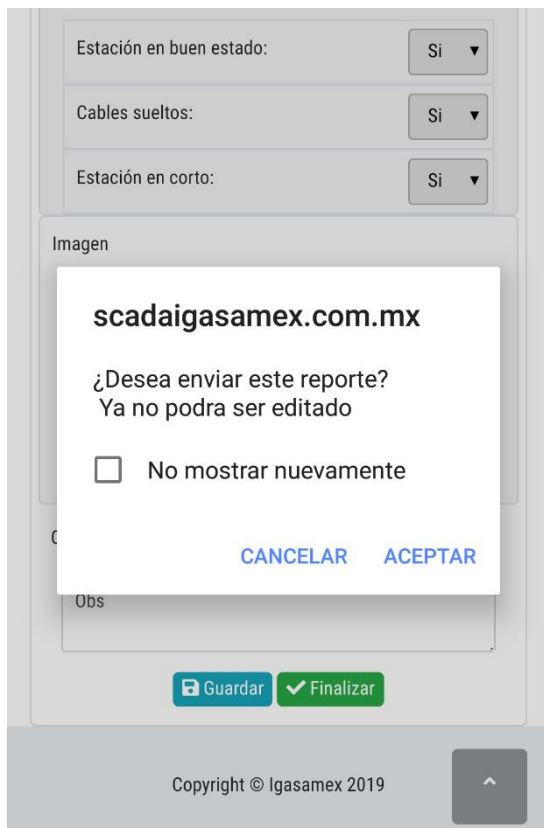 Estación en buen estado:
Si
Cables sueltos:
Si
Estación en corto:
Si
Imagen
scadaigasamex.com.mx
¿Desea enviar este reporte?
Ya no podra ser editado
No mostrar nuevamente
CANCELAR ACEPTAR
Obs
Guardar Finalizar
Copyright © Igasamex 2019